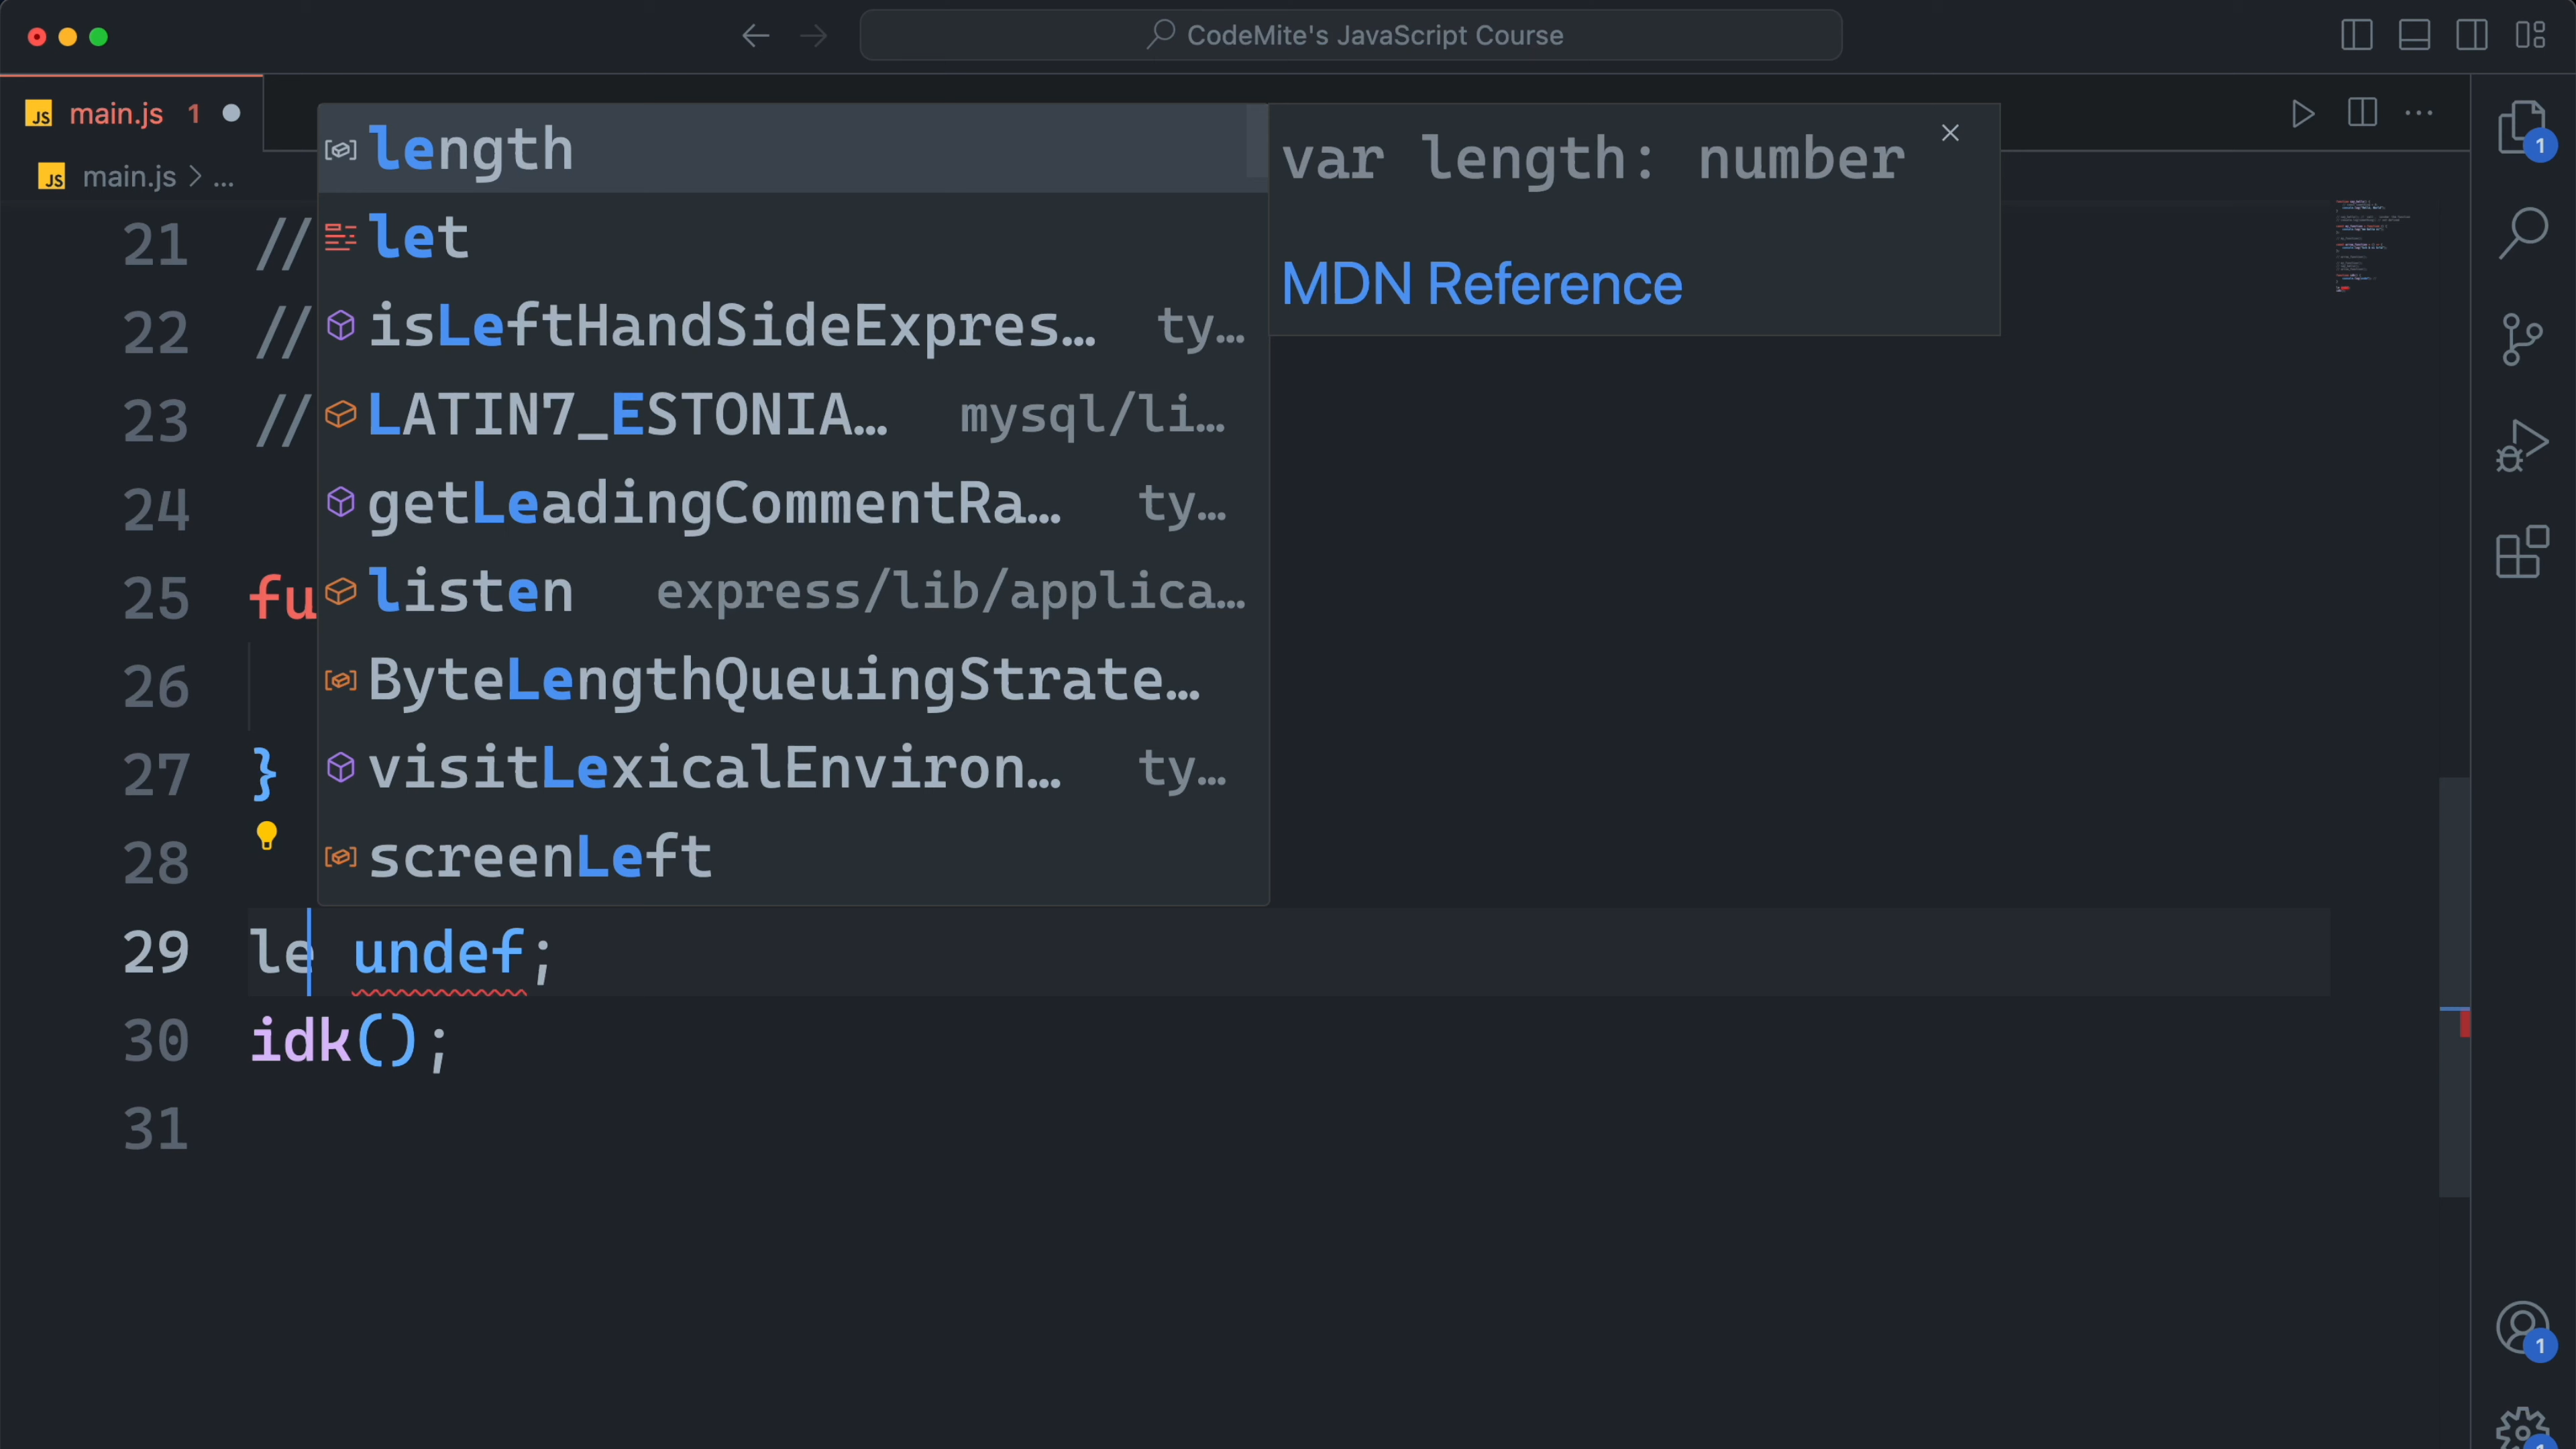 CodeMite's JavaScript Course
JS main.js 1
JS main.js > ...
length
let
isLeftHandSideExpres… ty…
LATIN7_ESTONIA… mysql/li…
getLeadingCommentRa… ty…
listen express/lib/applica…
ByteLengthQueuingStrate…
visitLexicalEnviron… ty…
screenLeft
var length: number
MDN Reference
21 //
22 //
23 //
24
25 fu
26
27 }
28
29 le undef;
30 idk();
31
1
1